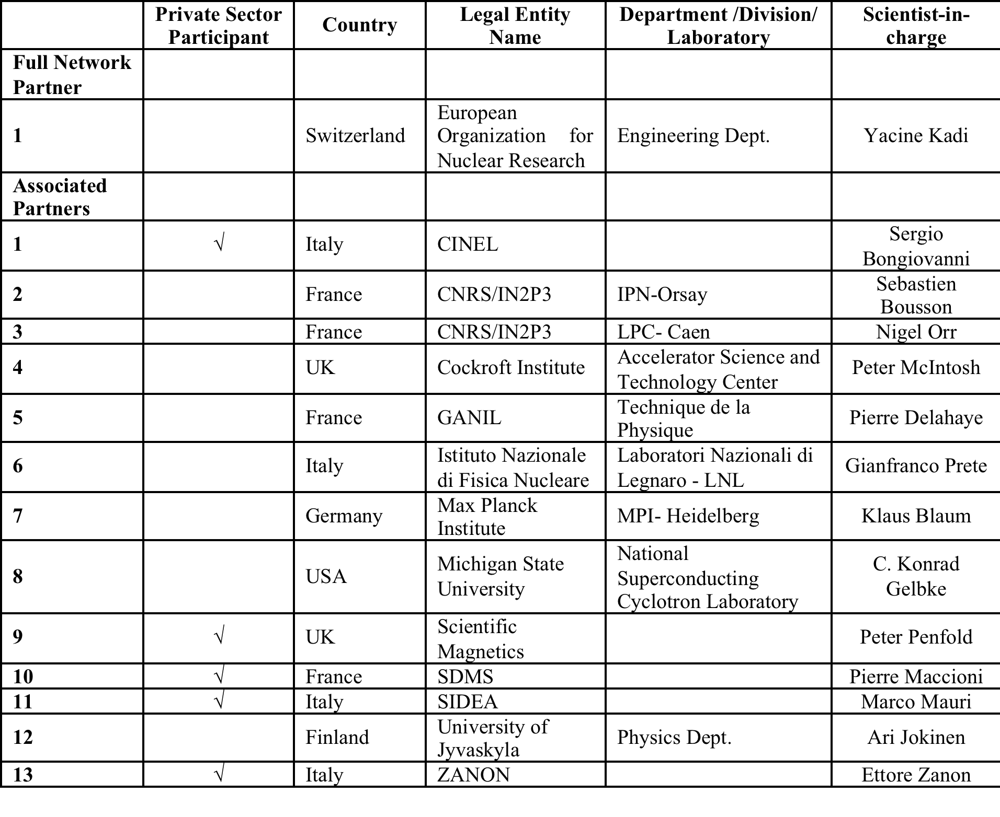 Private Sector Participant | Country | Legal Entity Name | Department /Division/ Laboratory | Scientist-in-charge
Full Network Partner
1 | Switzerland | European Organization for Nuclear Research | Engineering Dept. | Yacine Kadi
Associated Partners
1 | √ | Italy | CINEL | Sergio Bongiovanni
2 | France | CNRS/IN2P3 | IPN-Orsay | Sebastien Bousson
3 | France | CNRS/IN2P3 | LPC- Caen | Nigel Orr
4 | UK | Cockroft Institute | Accelerator Science and Technology Center | Peter McIntosh
5 | France | GANIL | Technique de la Physique | Pierre Delahaye
6 | Italy | Istituto Nazionale di Fisica Nucleare | Laboratori Nazionali di Legnaro - LNL | Gianfranco Prete
7 | Germany | Max Planck Institute | MPI- Heidelberg | Klaus Blaum
8 | USA | Michigan State University | National Superconducting Cyclotron Laboratory | C. Konrad Gelbke
9 | √ | UK | Scientific Magnetics | Peter Penfold
10 | √ | France | SDMS | Pierre Maccioni
11 | √ | Italy | SIDEA | Marco Mauri
12 | Finland | University of Jyvaskyla | Physics Dept. | Ari Jokinen
13 | √ | Italy | ZANON | Ettore Zanon